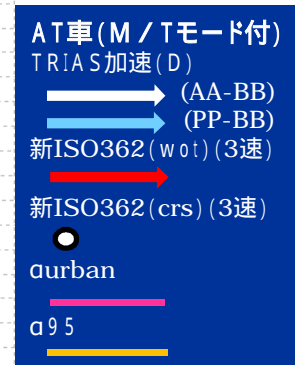 AT車(M/Tモード付)
TRIAS加速(D)
(AA-BB)
(PP-BB)
新ISO362(wot)(3速)
新ISO362(crs)(3速)
αurban
α95